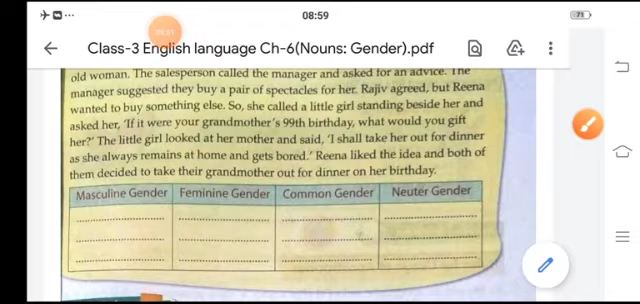 08:59
71
Class-3 English language Ch-6(Nouns: Gender).pdf
old woman. The salesperson called the manager and asked for an advice. The
manager suggested they buy a pair of spectacles for her. Rajiv agreed, but Reena
wanted to buy something else. So, she called a little girl standing beside her and
asked her, 'If it were your grandmother's 99th birthday, what would you gift
her?' The little girl looked at her mother and said, 'I shall take her out for dinner
as she always remains at home and gets bored.' Reena liked the idea and both of
them decided to take their grandmother out for dinner on her birthday.
Masculine Gender Feminine Gender Common Gender Neuter Gender